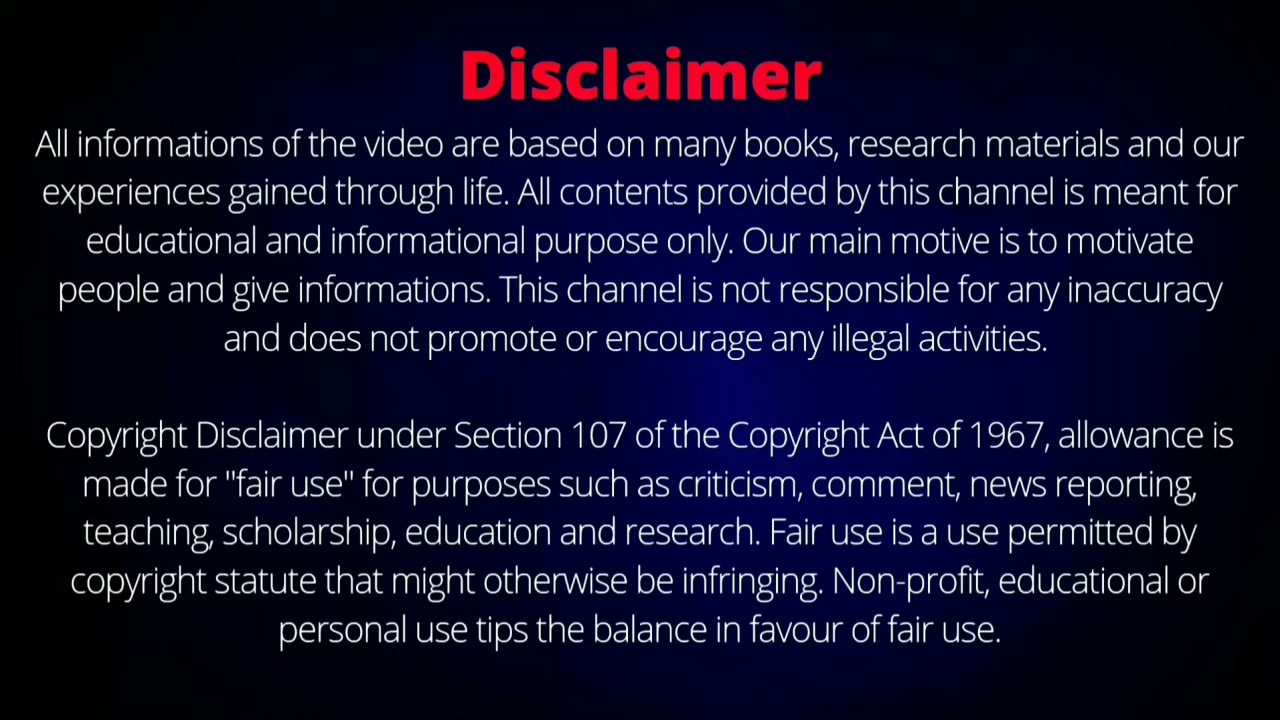 Disclaimer
All informations of the video are based on many books, research materials and our
experiences gained through life. All contents provided by this channel is meant for
educational and informational purpose only. Our main motive is to motivate
people and give informations. This channel is not responsible for any inaccuracy
and does not promote or encourage any illegal activities.
Copyright Disclaimer under Section 107 of the Copyright Act of 1967, allowance is
made for "fair use" for purposes such as criticism, comment, news reporting,
teaching, scholarship, education and research. Fair use is a use permitted by
copyright statute that might otherwise be infringing. Non-profit, educational or
personal use tips the balance in favour of fair use.